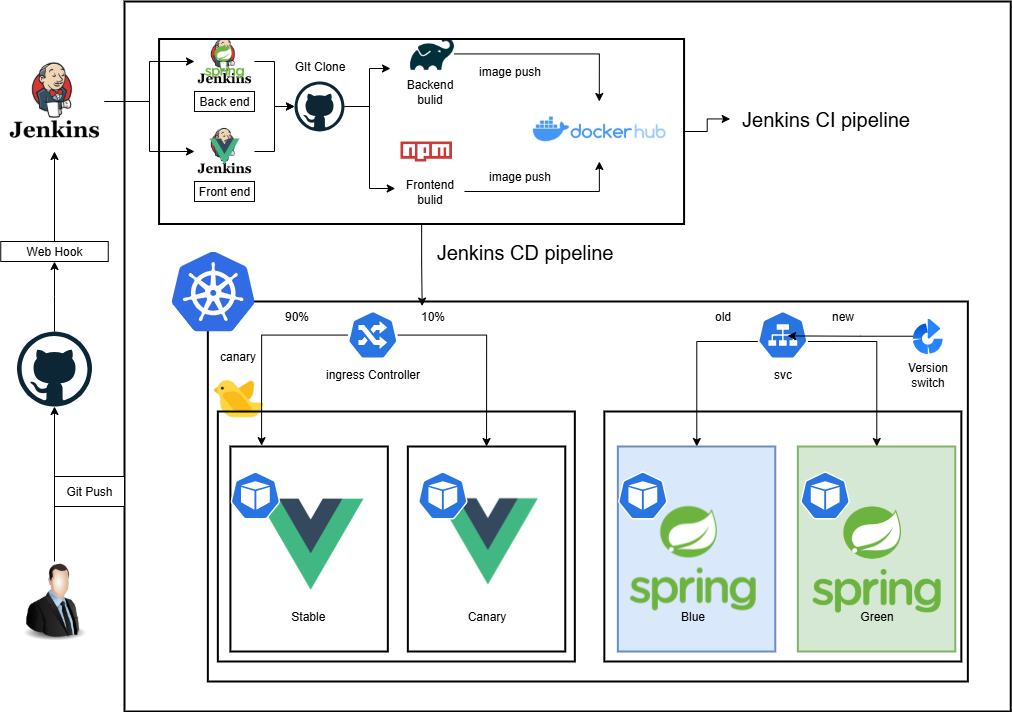 Jenkins
Web Hook
Git Push
spring
Jenkins
Back end
Jenkins
Front end
GIt Clone
Backend
bulid
npm
Frontend
bulid
image push
image push
docker hub
Jenkins CI pipeline
Jenkins CD pipeline
90%
10%
canary
ingress Controller
old
new
svc
Version
switch
Stable
Canary
spring
Blue
spring
Green